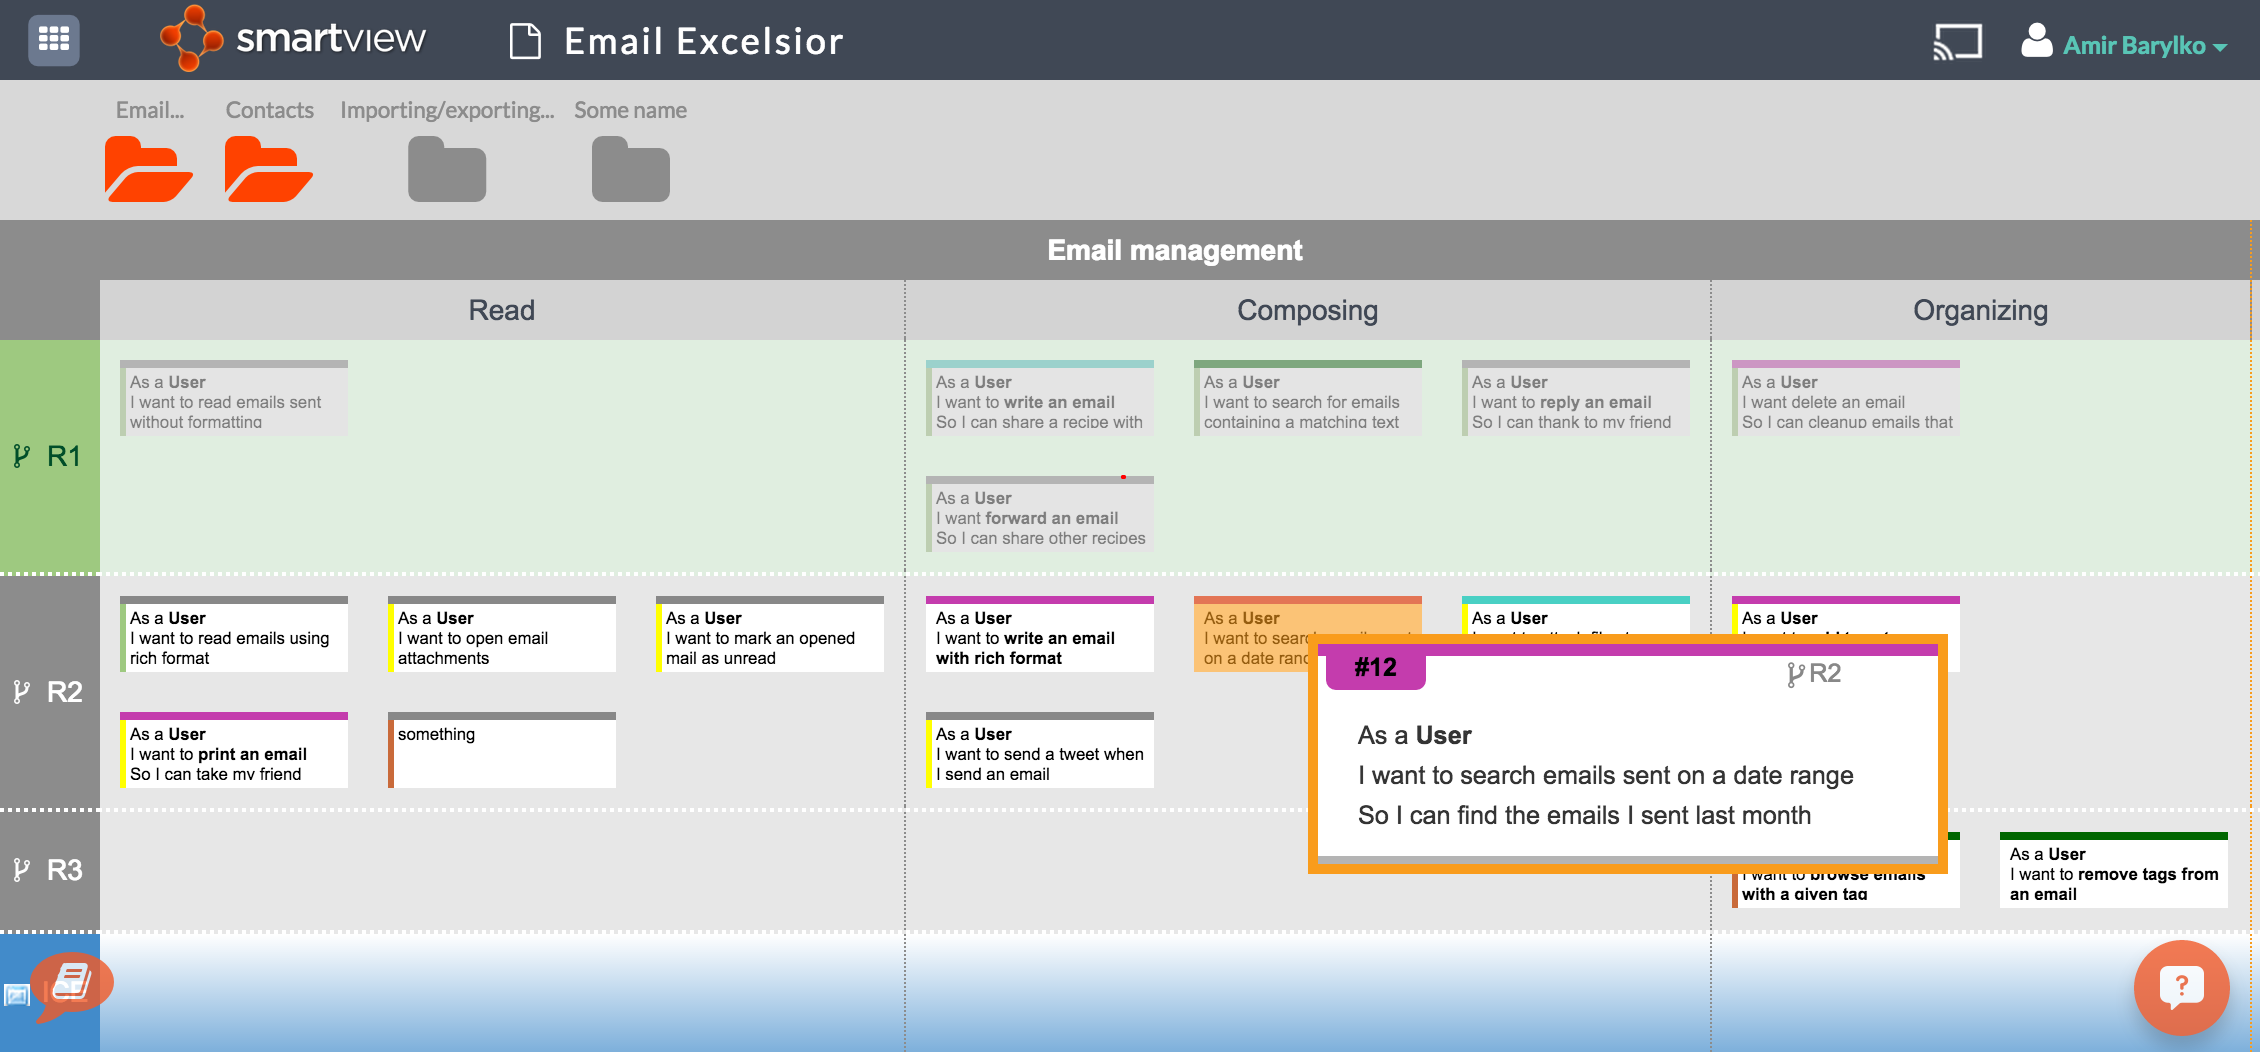 smartview
Email Excelsior
Amir Barylko
Email...
Contacts
Importing/exporting...
Some name
Email management
Read
Composing
Organizing
R1
As a User
I want to read emails sent
without formatting
As a User
I want to write an email
So I can share a recipe with
As a User
I want to search for emails
containing a matching text
As a User
I want to reply an email
So I can thank to my friend
As a User
I want delete an email
So I can cleanup emails that
As a User
I want forward an email
So I can share other recipes
R2
As a User
I want to read emails using
rich format
As a User
I want to open email
attachments
As a User
I want to mark an opened
mail as unread
As a User
I want to write an email
with rich format
As a User
I want to search
on a date
As a User
As a User
As a User
I want to print an email
So I can take my friend
something
As a User
I want to send a tweet when
I send an email
#12
R2
As a User
I want to search emails sent on a date range
So I can find the emails I sent last month
R3
I want to browse emails
with a given tag
As a User
I want to remove tags from
an email
ICE
?